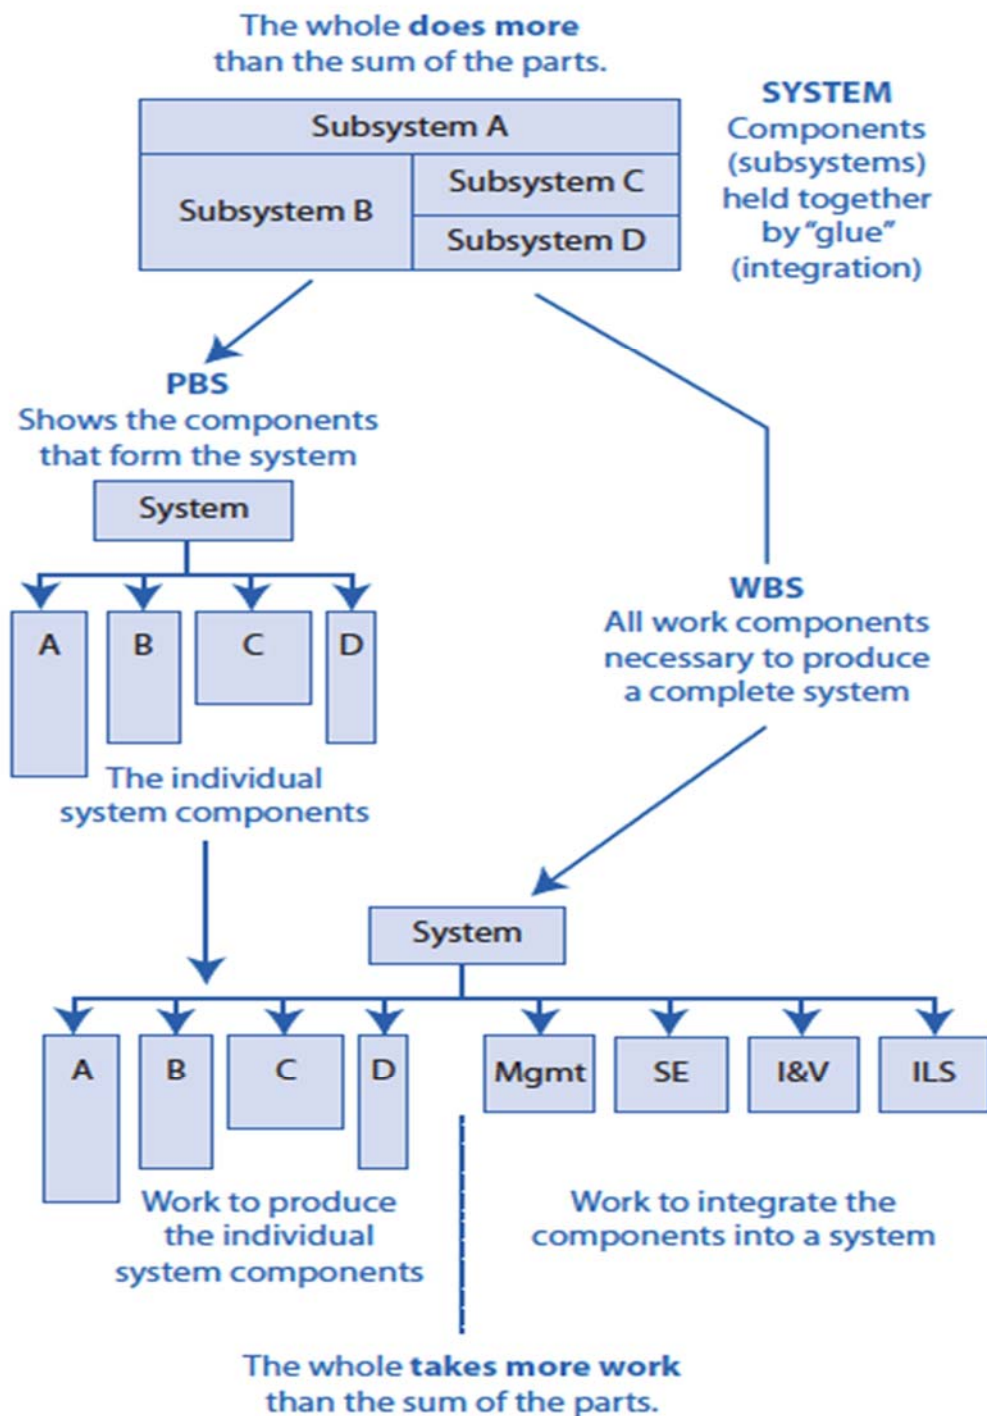 The whole does more
than the sum of the parts.
SYSTEM
Components
(subsystems)
held together
by "glue"
(integration)
Subsystem A
Subsystem B
Subsystem C
Subsystem D
PBS
Shows the components
that form the system
System
A B C D
The individual
system components
WBS
All work components
necessary to produce
a complete system
System
A B C D Mgmt SE I&V ILS
Work to produce
the individual
system components
Work to integrate the
components into a system
The whole takes more work
than the sum of the parts.